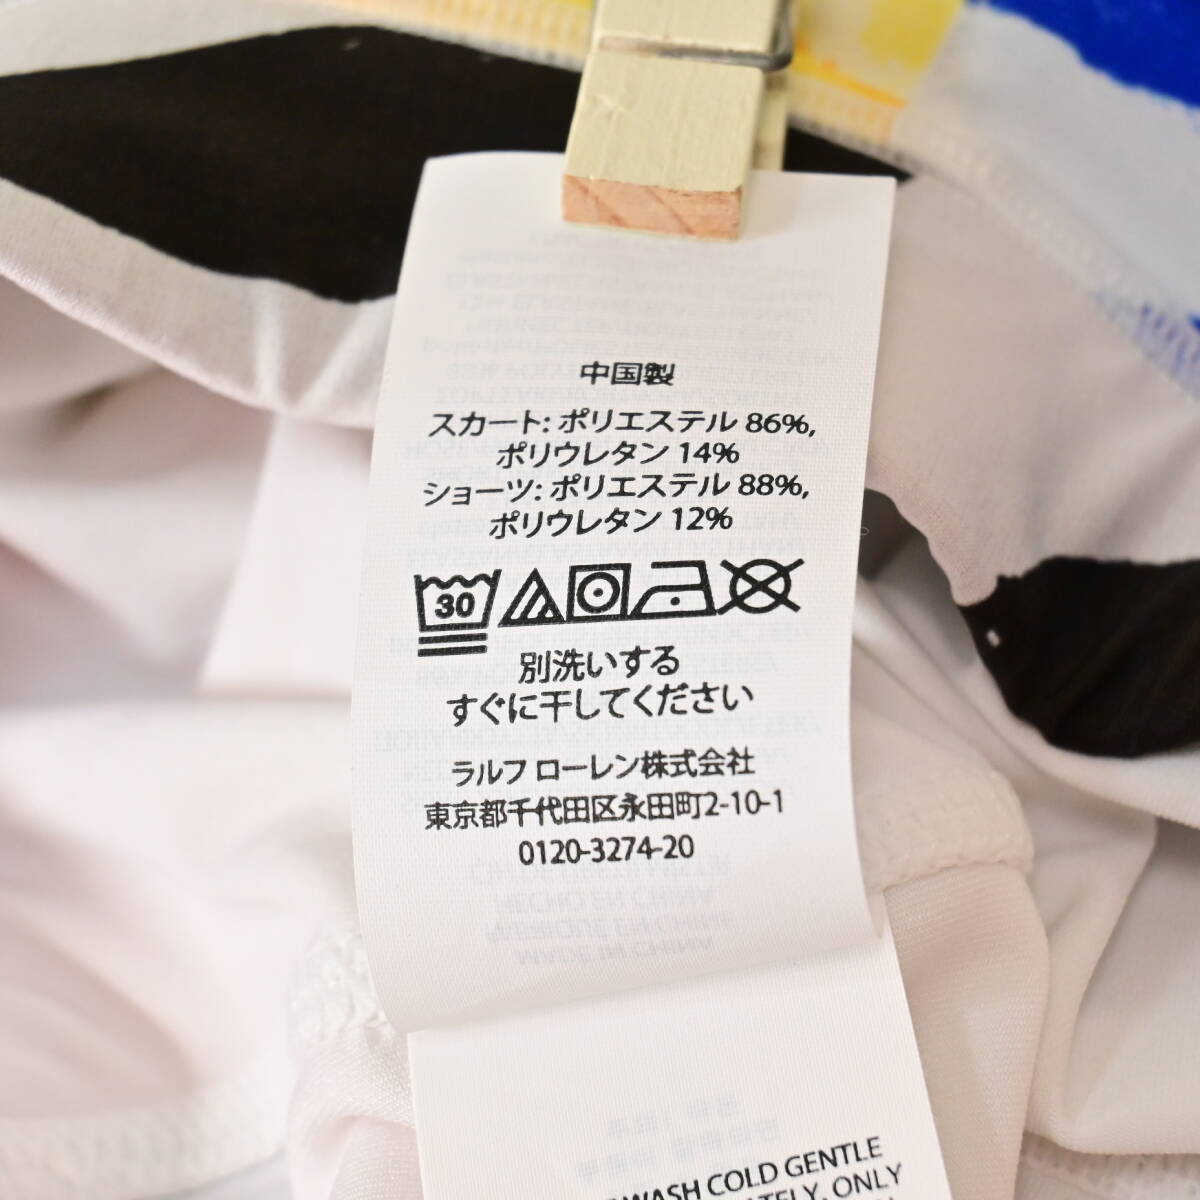 中国製
スカート: ポリエステル 86%,
ポリウレタン 14%
ショーツ: ポリエステル 88%,
ポリウレタン 12%
30
別洗いする
すぐに干してください
ラルフ ローレン株式会社
東京都千代田区永田町2-10-1
0120-3274-20
MADE IN CHINA
WASH COLD GENTLE
ONLY